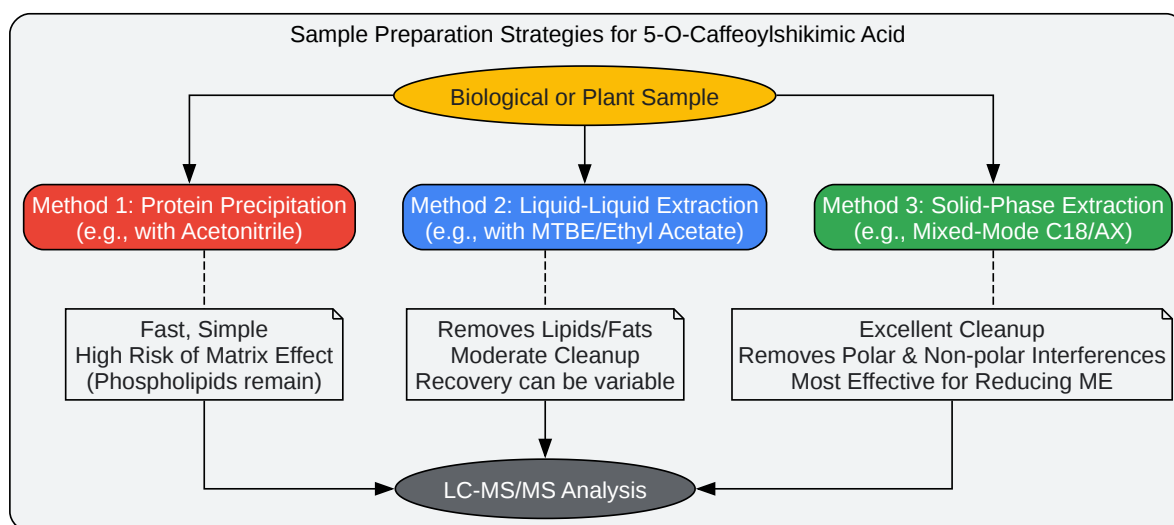 Sample Preparation Strategies for 5-O-Caffeoylshikimic Acid
Biological or Plant Sample
Method 1: Protein Precipitation
(e.g., with Acetonitrile)
Method 2: Liquid-Liquid Extraction
(e.g., with MTBE/Ethyl Acetate)
Method 3: Solid-Phase Extraction
(e.g., Mixed-Mode C18/AX)
Fast, Simple
High Risk of Matrix Effect
(Phospholipids remain)
Removes Lipids/Fats
Moderate Cleanup
Recovery can be variable
Excellent Cleanup
Removes Polar & Non-polar Interferences
Most Effective for Reducing ME
LC-MS/MS Analysis